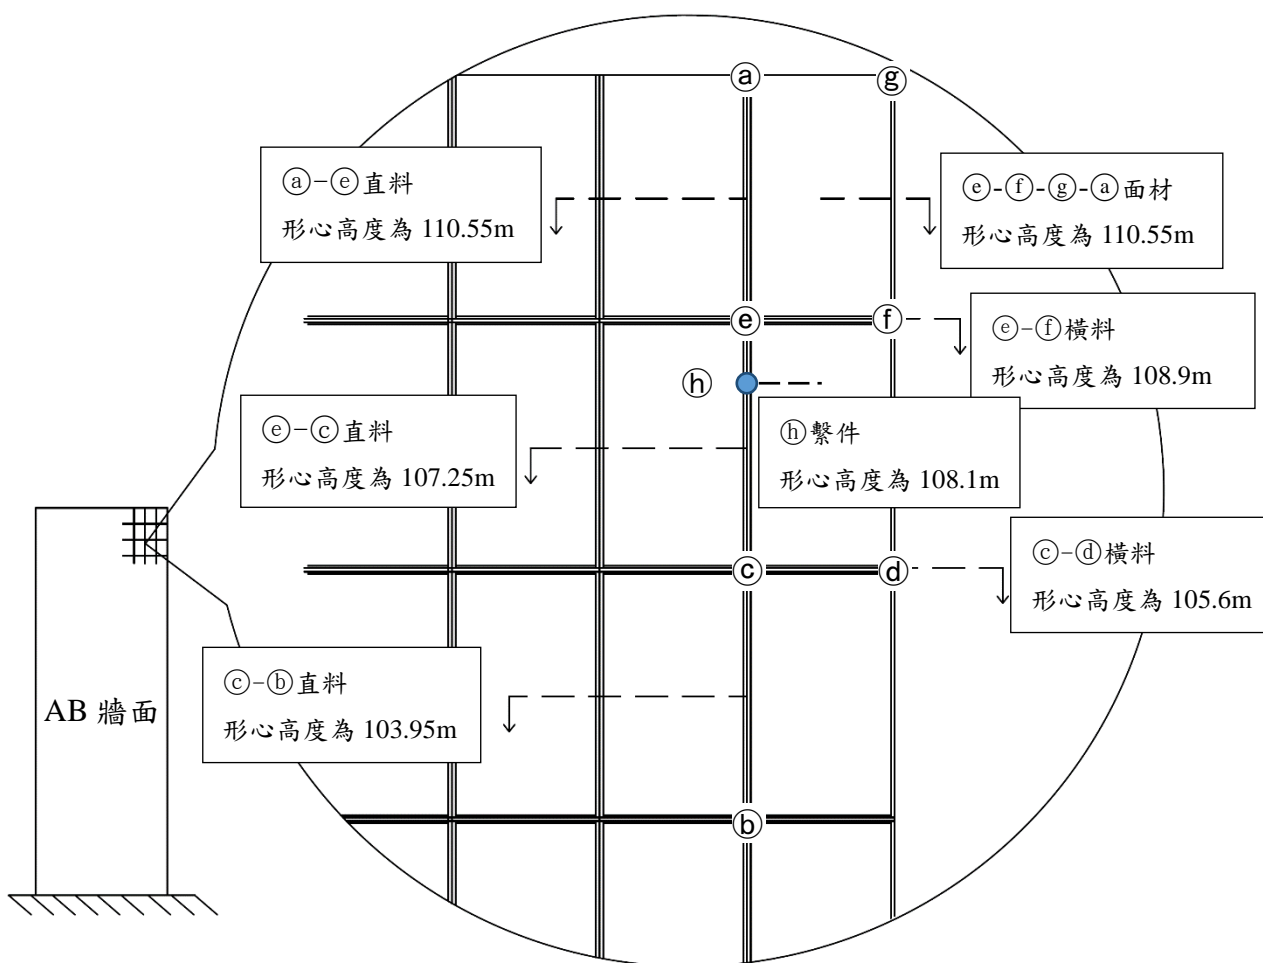 ⓐ
ⓖ
ⓐ-ⓔ直料
形心高度為 110.55m
ⓔ-ⓕ-ⓖ-ⓐ面材
形心高度為 110.55m
ⓔ
ⓕ
ⓔ-ⓕ橫料
形心高度為 108.9m
ⓗ
ⓔ-ⓒ直料
形心高度為 107.25m
ⓗ繫件
形心高度為 108.1m
ⓒ
ⓓ
ⓒ-ⓓ橫料
形心高度為 105.6m
ⓒ-ⓑ直料
形心高度為 103.95m
AB 牆面
ⓑ